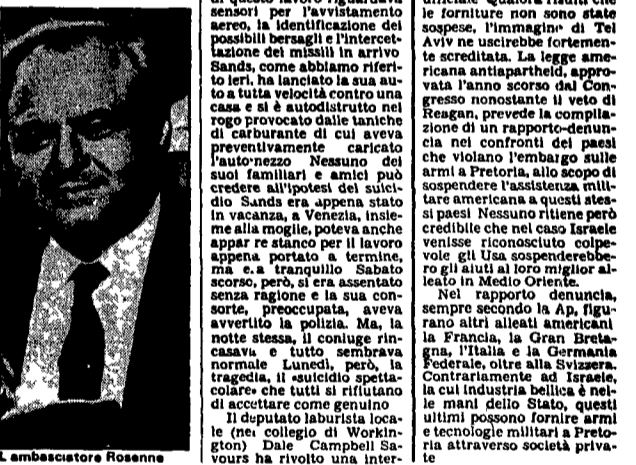 di questo lavoro riguardava
sensori per l'avvistamento
aereo, la identificazione dei
possibili bersagli e l'intercet-
tazione dei missili in arrivo
Sands, come abbiamo riferi-
to ieri, ha lanciato la sua au-
to a tutta velocità contro una
casa e si è autodistrutto nel
rogo provocato dalle taniche
di carburante di cui aveva
preventivamente caricato
l'auto nezzo Nessuno dei
suoi familiari e amici può
credere all'ipotesi del suici-
dio Sands era appena stato
in vacanza, a Venezia, insie-
me alla moglie, poteva anche
appar re stanco per il lavoro
appena portato a termine,
ma e.a tranquillo Sabato
scorso, però, si era assentato
senza ragione e la sua con-
sorte, preoccupata, aveva
avvertito la polizia. Ma, la
notte stessa, il coniuge rin-
casava e tutto sembrava
normale Lunedì, però, la
tragedia, il «suicidio spetta-
colare» che tutti si rifiutano
di accettare come genuino
Il deputato laburista loca-
le (nel collegio di Workin-
gton) Dale Campbell Sa-
vours ha rivolto una inter-
L ambasciatore Rosenne
ufficiale Qualora risulti che
le forniture non sono state
sospese, l'immagine di Tel
Aviv ne uscirebbe fortemen-
te screditata. La legge ame-
ricana antiapartheid, appro-
vata l'anno scorso dal Con-
gresso nonostante il veto di
Reagan, prevede la compila-
zione di un rapporto-denun-
cia nei confronti dei paesi
che violano l'embargo sulle
armi a Pretoria, allo scopo di
sospendere l'assistenza mili-
tare americana a questi stes-
si paesi Nessuno ritiene però
credibile che nel caso Israele
venisse riconosciuto colpe-
vole gli Usa sospenderebbe-
ro gli aiuti al loro miglior al-
leato in Medio Oriente.
Nel rapporto denuncia,
sempre secondo la Ap, figu-
rano altri alleati americani
la Francia, la Gran Breta-
gna, l'Italia e la Germania
Federale, oltre alla Svizzera.
Contrariamente ad Israele,
la cui industria bellica è nel-
le mani dello Stato, questi
ultimi possono fornire armi
e tecnologie militari a Preto-
ria attraverso società priva-
te